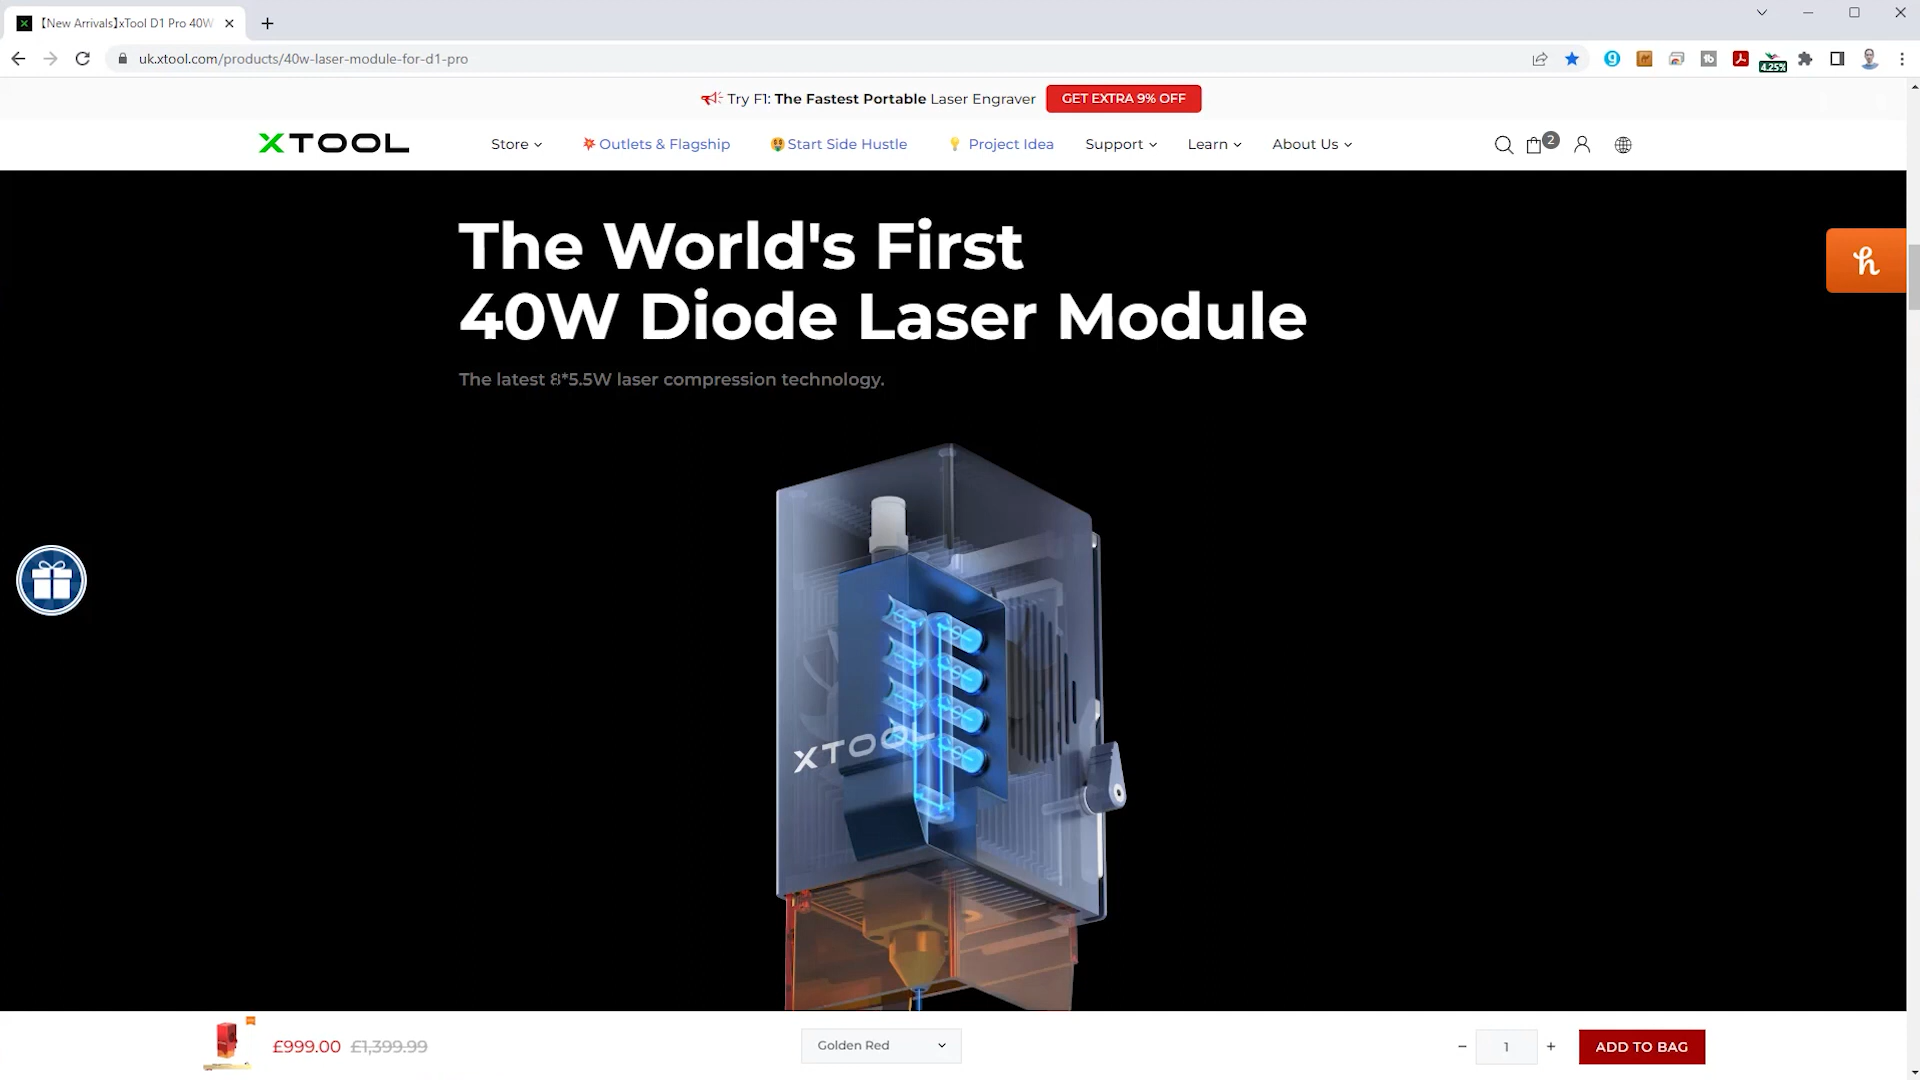 【New Arrivals】xTool D1 Pro 40W
uk.xtool.com/products/40w-laser-module-for-d1-pro
4.25%
Try F1: The Fastest Portable Laser Engraver
GET EXTRA 9% OFF
XTOOL
Store
Outlets & Flagship
Start Side Hustle
Project Idea
Support
Learn
About Us
2
The World's First
40W Diode Laser Module
The latest 8*5.5W laser compression technology.
h
XTOOL
£999.00 £1,399.99
Golden Red
− 1 +
ADD TO BAG